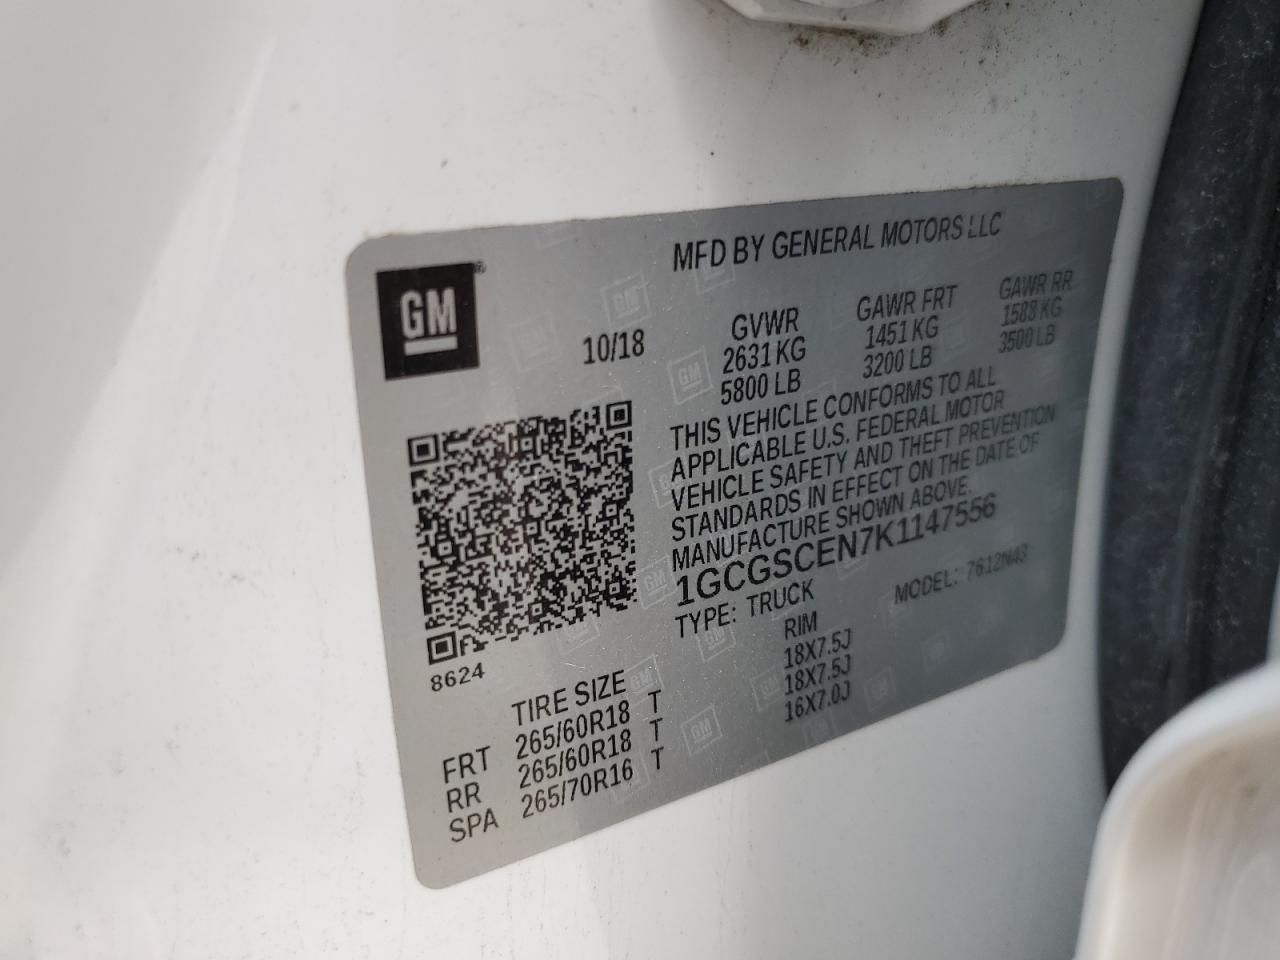 MFD BY GENERAL MOTORS LLC
GM
10/18
GVWR GAWR FRT GAWR RR
2631 KG 1451 KG 1588 KG
5800 LB 3200 LB 3500 LB
THIS VEHICLE CONFORMS TO ALL
APPLICABLE U.S. FEDERAL MOTOR
VEHICLE SAFETY AND THEFT PREVENTION
STANDARDS IN EFFECT ON THE DATE OF
MANUFACTURE SHOWN ABOVE.
1GCGSCEN7K1147556
TYPE: TRUCK MODEL: 7612N43
8624
TIRE SIZE RIM
FRT 265/60R18 T 18X7.5J
RR 265/60R18 T 18X7.5J
SPA 265/70R16 T 16X7.0J